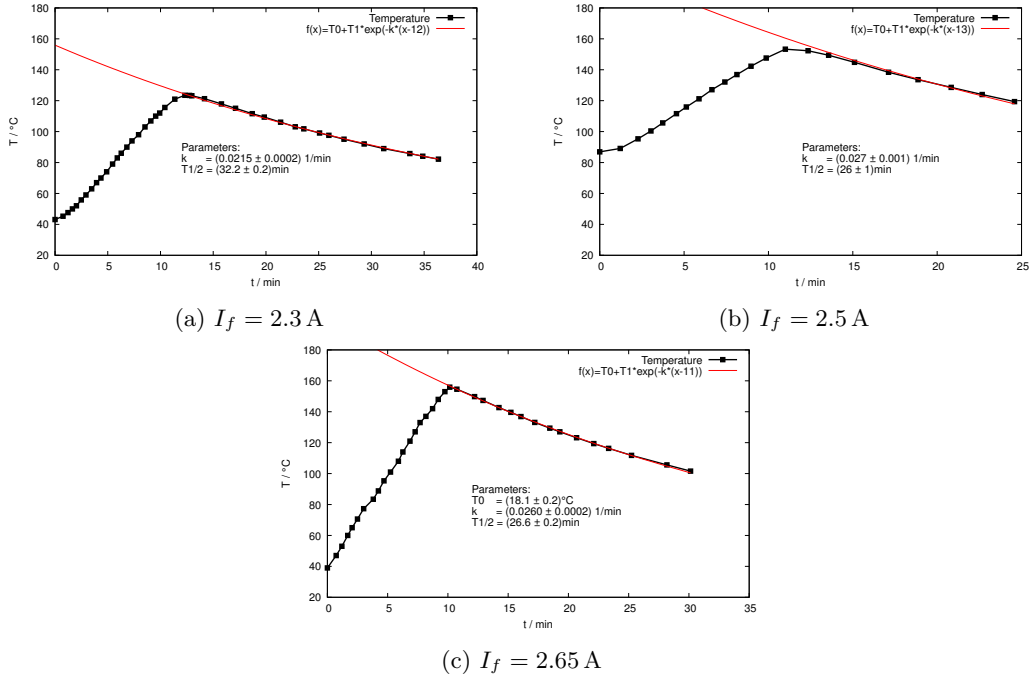 180
160
140
120
100
80
60
40
20
0 5 10 15 20 25 30 35 40
T / °C
t / min
Temperature
f(x)=T0+T1*exp(-k*(x-12))
Parameters:
k = (0.0215 ± 0.0002) 1/min
T1/2 = (32.2 ± 0.2)min
(a) I_f = 2.3 A
180
160
140
120
100
80
60
40
20
0 5 10 15 20 25
T / °C
t / min
Temperature
f(x)=T0+T1*exp(-k*(x-13))
Parameters:
k = (0.027 ± 0.001) 1/min
T1/2 = (26 ± 1)min
(b) I_f = 2.5 A
180
160
140
120
100
80
60
40
20
0 5 10 15 20 25 30 35
T / °C
t / min
Temperature
f(x)=T0+T1*exp(-k*(x-11))
Parameters:
T0 = (18.1 ± 0.2)°C
k = (0.0260 ± 0.0002) 1/min
T1/2 = (26.6 ± 0.2)min
(c) I_f = 2.65 A